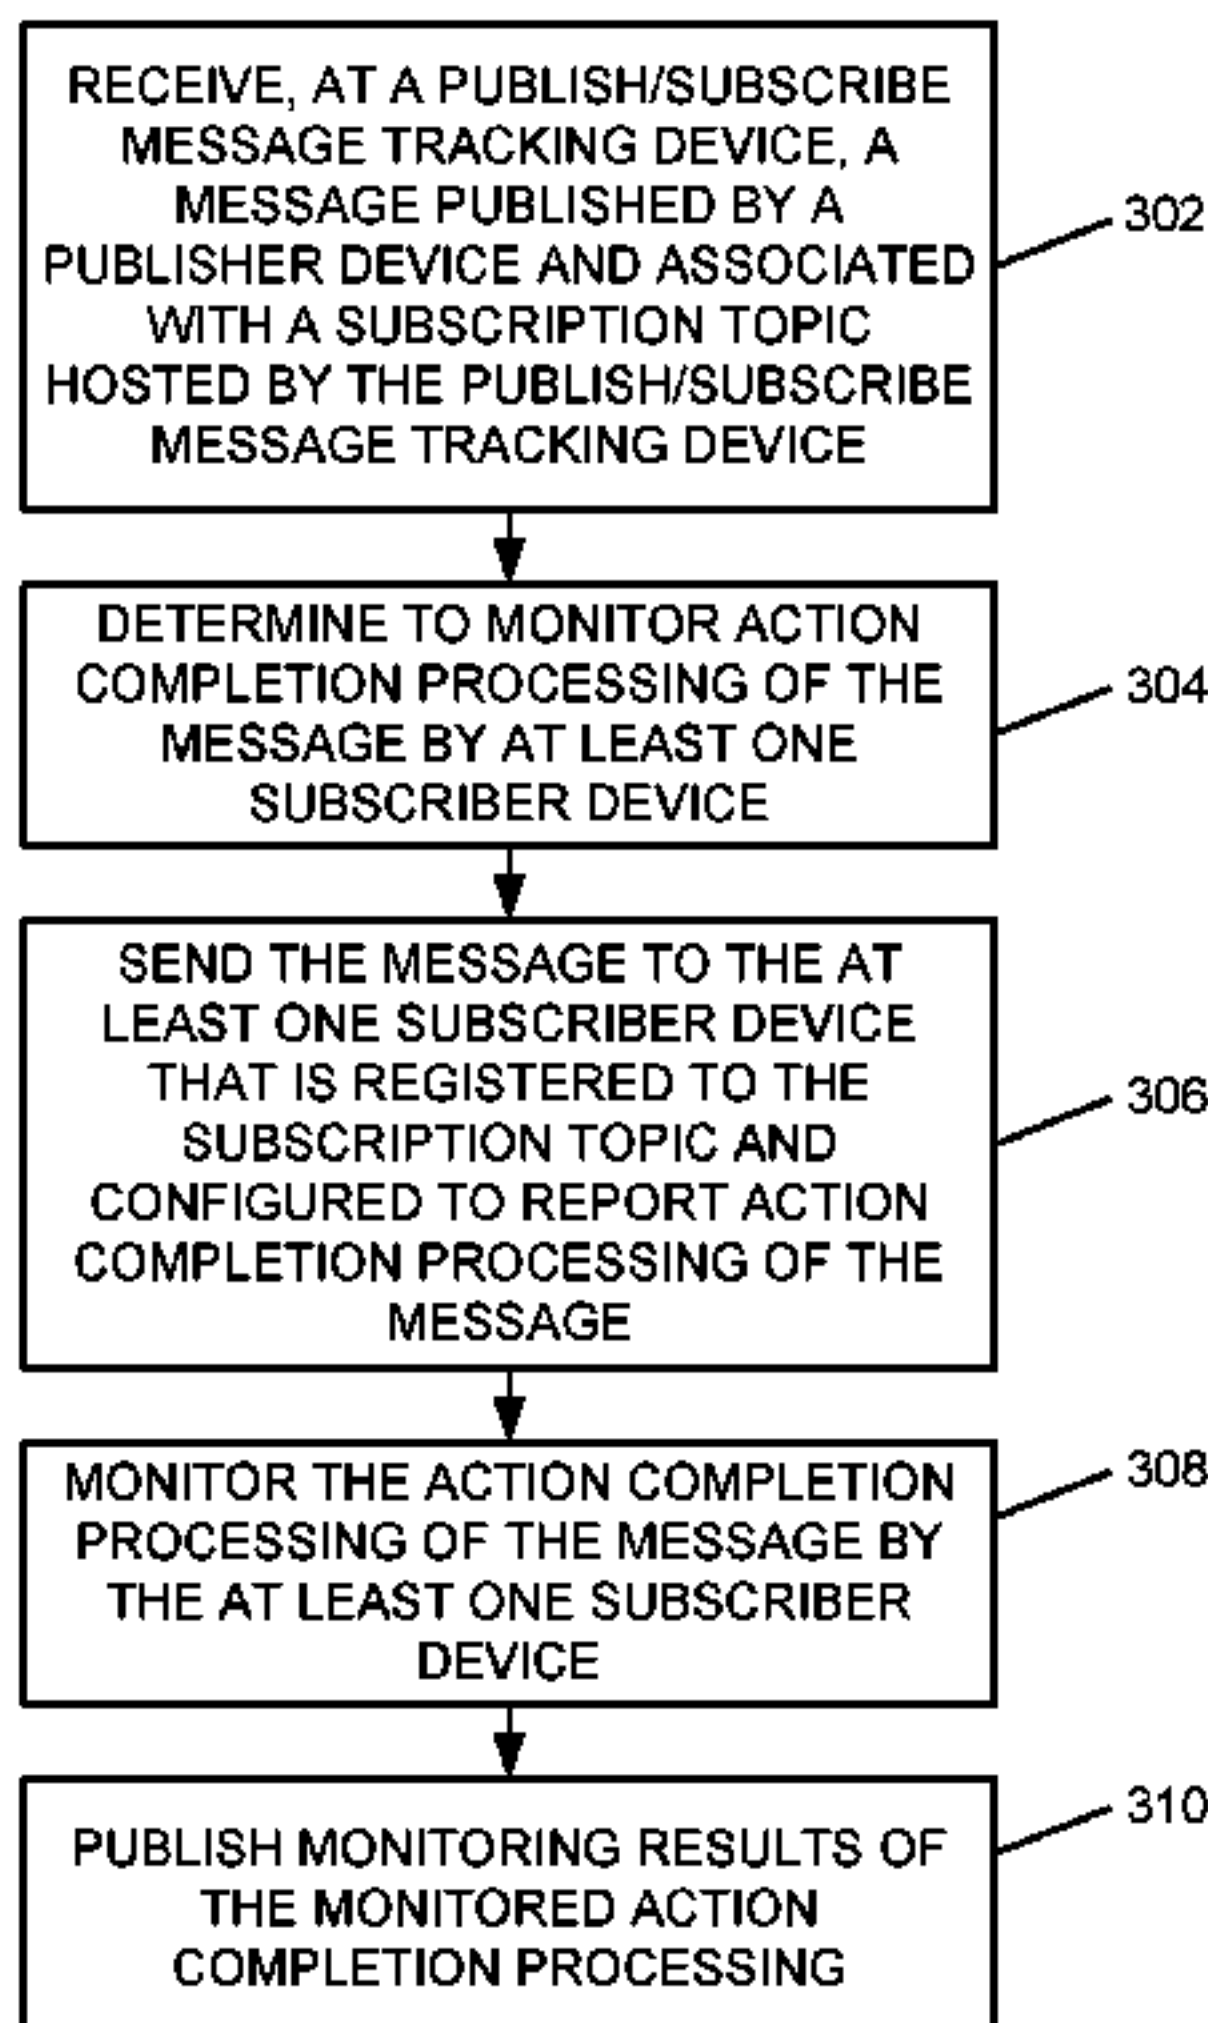 RECEIVE, AT A PUBLISH/SUBSCRIBE
MESSAGE TRACKING DEVICE, A
MESSAGE PUBLISHED BY A
PUBLISHER DEVICE AND ASSOCIATED
WITH A SUBSCRIPTION TOPIC
HOSTED BY THE PUBLISH/SUBSCRIBE
MESSAGE TRACKING DEVICE
302
DETERMINE TO MONITOR ACTION
COMPLETION PROCESSING OF THE
MESSAGE BY AT LEAST ONE
SUBSCRIBER DEVICE
304
SEND THE MESSAGE TO THE AT
LEAST ONE SUBSCRIBER DEVICE
THAT IS REGISTERED TO THE
SUBSCRIPTION TOPIC AND
CONFIGURED TO REPORT ACTION
COMPLETION PROCESSING OF THE
MESSAGE
306
MONITOR THE ACTION COMPLETION
PROCESSING OF THE MESSAGE BY
THE AT LEAST ONE SUBSCRIBER
DEVICE
308
PUBLISH MONITORING RESULTS OF
THE MONITORED ACTION
COMPLETION PROCESSING
310